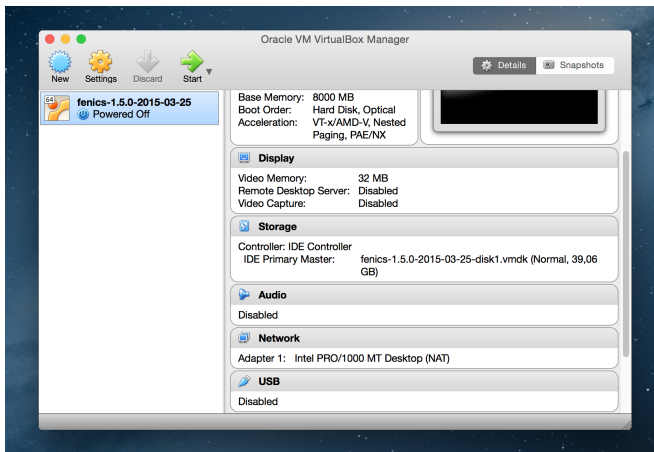 Oracle VM VirtualBox Manager
New
Settings
Discard
Start
Details
Snapshots
64
fenics-1.5.0-2015-03-25
Powered Off
Base Memory: 8000 MB
Boot Order: Hard Disk, Optical
Acceleration: VT-x/AMD-V, Nested
Paging, PAE/NX
Display
Video Memory: 32 MB
Remote Desktop Server: Disabled
Video Capture: Disabled
Storage
Controller: IDE Controller
IDE Primary Master: fenics-1.5.0-2015-03-25-disk1.vmdk (Normal, 39,06
GB)
Audio
Disabled
Network
Adapter 1: Intel PRO/1000 MT Desktop (NAT)
USB
Disabled